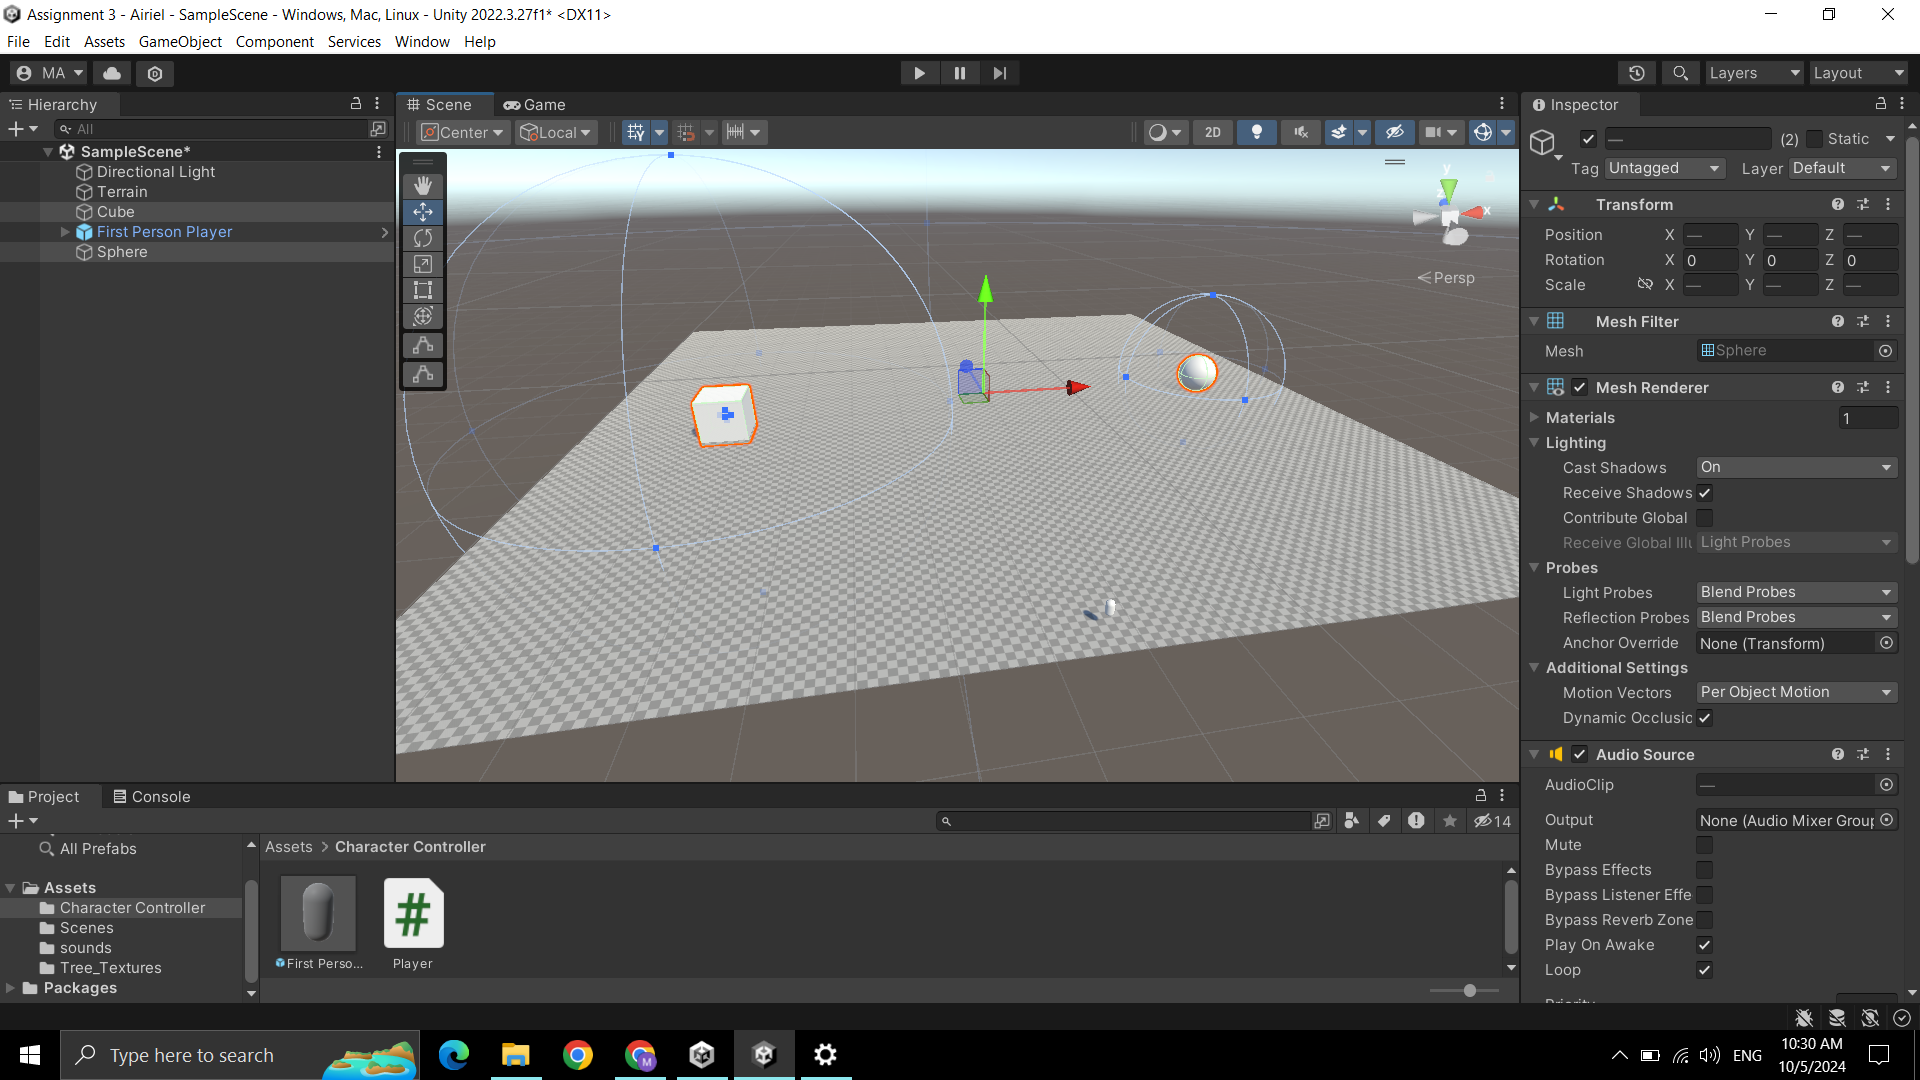 Assignment 3 - Airiel - SampleScene - Windows, Mac, Linux - Unity 2022.3.27f1* <DX11>
File Edit Assets GameObject Component Services Window Help
MA
Layers Layout
Hierarchy
All
SampleScene*
Directional Light
Terrain
Cube
First Person Player
Sphere
Scene Game
Center Local 2D
y
z
x
Persp
Inspector
— (2) Static
Tag Untagged Layer Default
Transform
Position X — Y — Z —
Rotation X 0 Y 0 Z 0
Scale X — Y — Z —
Mesh Filter
Mesh Sphere
Mesh Renderer
Materials 1
Lighting
Cast Shadows On
Receive Shadows
Contribute Global
Receive Global Illu Light Probes
Probes
Light Probes Blend Probes
Reflection Probes Blend Probes
Anchor Override None (Transform)
Additional Settings
Motion Vectors Per Object Motion
Dynamic Occlusic
Audio Source
AudioClip —
Output None (Audio Mixer Group
Mute
Bypass Effects
Bypass Listener Effe
Bypass Reverb Zone
Play On Awake
Loop
Project Console
14
All Prefabs
Assets
Character Controller
Scenes
sounds
Tree_Textures
Packages
Assets > Character Controller
First Perso...
#
Player
Type here to search
M
ENG
10:30 AM
10/5/2024